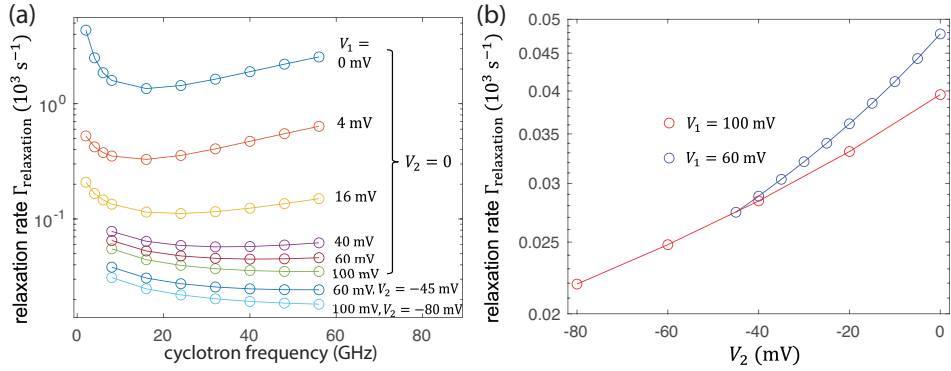 (a)
relaxation rate Γrelaxation (10³ s⁻¹)
10⁰
10⁻¹
0
20
40
60
80
cyclotron frequency (GHz)
V₁ =
0 mV
4 mV
16 mV
40 mV
60 mV
100 mV
60 mV, V₂ = −45 mV
100 mV, V₂ = −80 mV
V₂ = 0
(b)
relaxation rate Γrelaxation (10³ s⁻¹)
0.05
0.045
0.04
0.035
0.03
0.025
0.02
-80
-60
-40
-20
0
V₂ (mV)
V₁ = 100 mV
V₁ = 60 mV